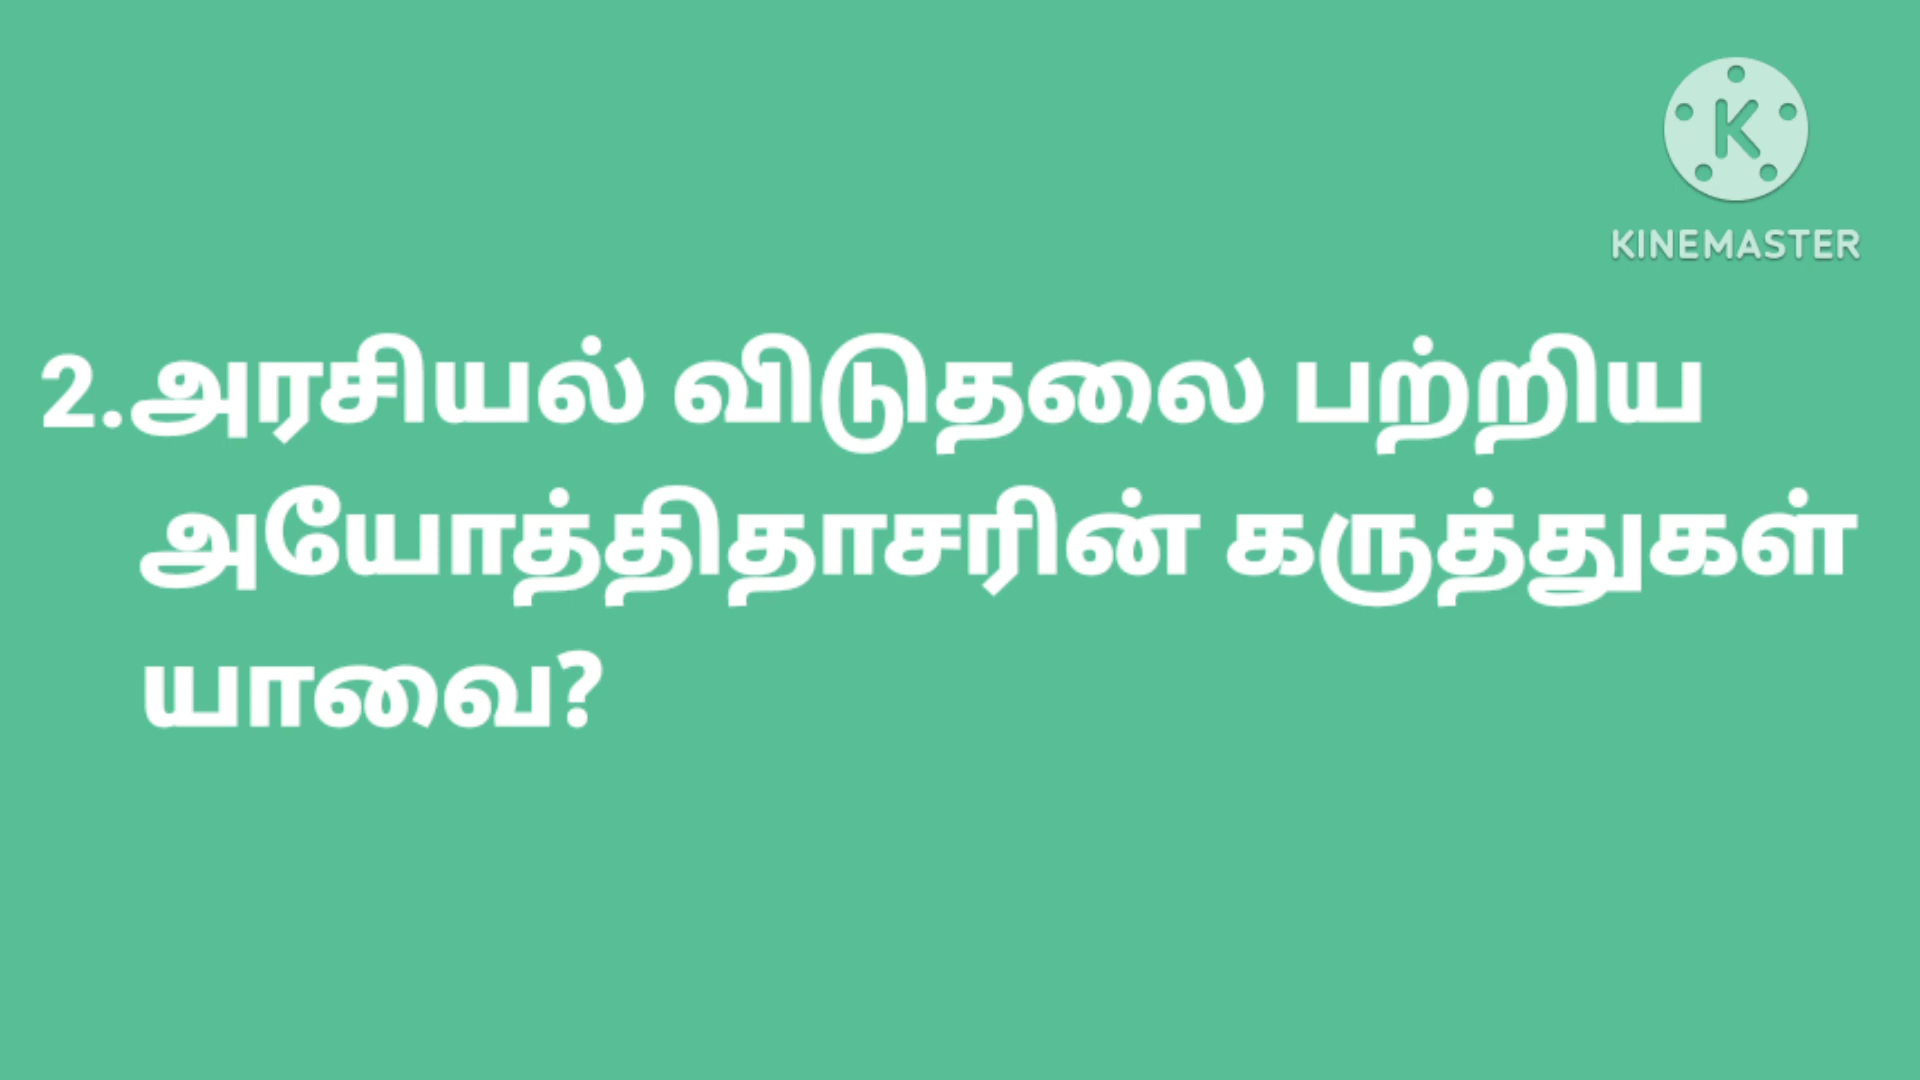 K
KINEMASTER
2.அரசியல் விடுதலை பற்றிய
அயோத்திதாசரின் கருத்துகள்
யாவை?